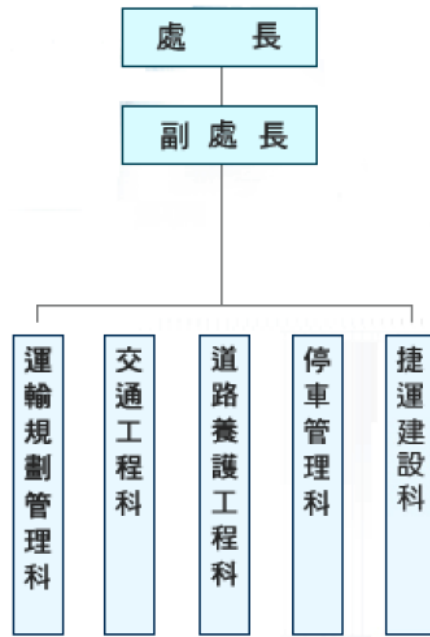 處長
副處長
運輸規劃管理科
交通工程科
道路養護工程科
停車管理科
捷運建設科